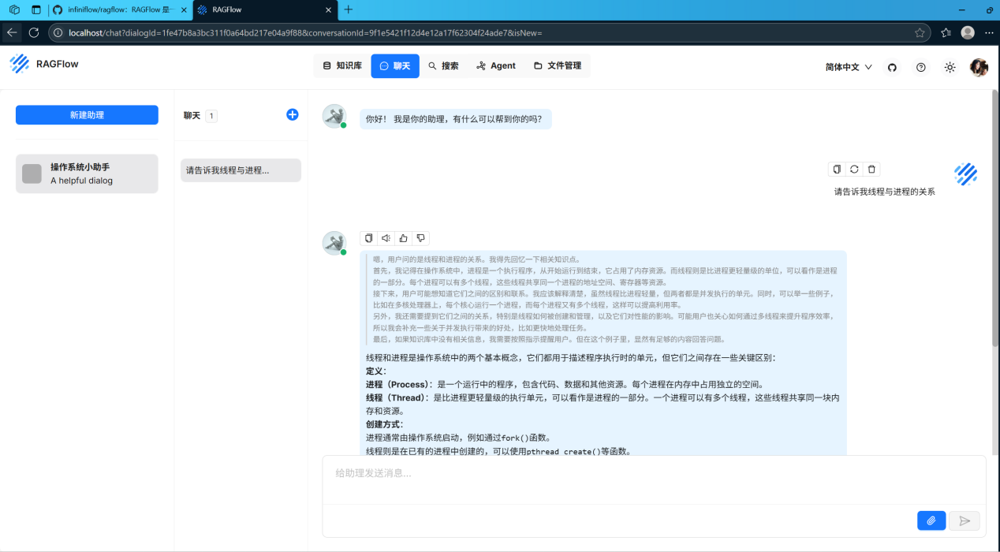 infiniflow/ragflow：RAGFlow 是一
RAGFlow
localhost/chat?dialogId=1fe47b8a3bc311f0a64bd217e04a9f88&conversationId=9f1e5421f12d4e12a17f62304f24ade7&isNew=
RAGFlow
知识库
聊天
搜索
Agent
文件管理
简体中文
新建助理
操作系统小助手
A helpful dialog
聊天 1
请告诉我线程与进程...
你好！ 我是你的助理，有什么可以帮到你的吗？
请告诉我线程与进程的关系
嗯，用户问的是线程和进程的关系。我得先回忆一下相关知识点。
首先，我记得在操作系统中，进程是一个执行程序，从开始运行到结束，它占用了内存资源。而线程则是比进程更轻量级的单位，可以看作是进程
的一部分。每个进程可以有多个线程，这些线程共享同一个进程的地址空间、寄存器等资源。
接下来，用户可能想知道它们之间的区别和联系。我应该解释清楚，虽然线程比进程轻量，但两者都是并发执行的单元。同时，可以举一些例子，
比如在多核处理器上，每个核心运行一个进程，而每个进程又有多个线程，这样可以提高利用率。
另外，我还需要提到它们之间的关系，特别是线程如何被创建和管理，以及它们对性能的影响。可能用户也关心如何通过多线程来提升程序效率，
所以我会补充一些关于并发执行带来的好处，比如更快地处理任务。
最后，如果知识库中没有相关信息，我需要按照指示提醒用户。但在这个例子里，显然有足够的内容回答问题。
线程和进程是操作系统中的两个基本概念，它们都用于描述程序执行时的单元，但它们之间存在一些关键区别：
定义：
进程（Process）：是一个运行中的程序，包含代码、数据和其他资源。每个进程在内存中占用独立的空间。
线程（Thread）：是比进程更轻量级的执行单元，可以看作是进程的一部分。一个进程可以有多个线程，这些线程共享同一块内
存和资源。
创建方式：
进程通常由操作系统启动，例如通过fork()函数。
线程则是在已有的进程中创建的，可以使用pthread_create()等函数。
给助理发送消息...